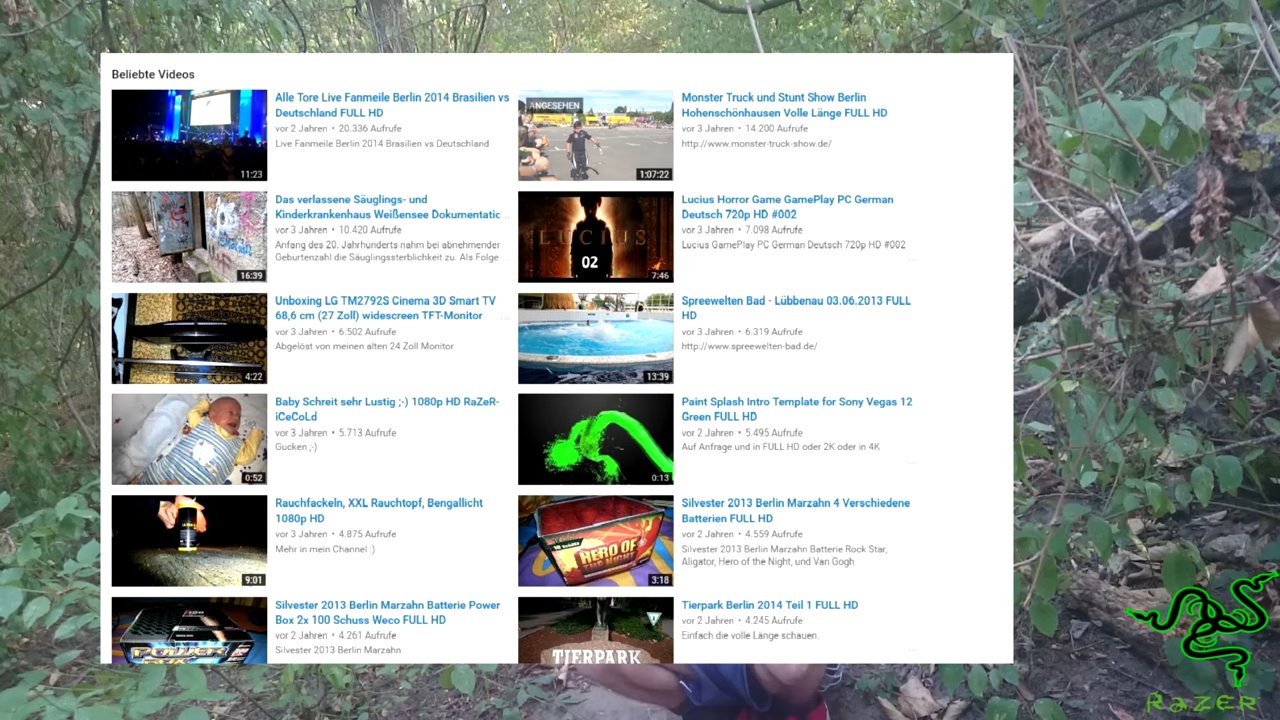 Beliebte Videos
Alle Tore Live Fanmeile Berlin 2014 Brasilien vs
Deutschland FULL HD
vor 2 Jahren • 20.336 Aufrufe
Live Fanmeile Berlin 2014 Brasilien vs Deutschland
11:23
ANGESEHEN
1:07:22
Monster Truck und Stunt Show Berlin
Hohenschönhausen Volle Länge FULL HD
vor 3 Jahren • 14.200 Aufrufe
http://www.monster-truck-show.de/
16:39
Das verlassene Säuglings- und
Kinderkrankenhaus Weißensee Dokumentatic...
vor 3 Jahren • 10.420 Aufrufe
Anfang des 20. Jahrhunderts nahm bei abnehmender
Geburtenzahl die Säuglingssterblichkeit zu. Als Folge ...
LUCIUS
02
7:46
Lucius Horror Game GamePlay PC German
Deutsch 720p HD #002
vor 3 Jahren • 7.098 Aufrufe
Lucius GamePlay PC German Deutsch 720p HD #002
...
4:22
Unboxing LG TM2792S Cinema 3D Smart TV
68,6 cm (27 Zoll) widescreen TFT-Monitor ...
vor 3 Jahren • 6.502 Aufrufe
Abgelöst von meinen alten 24 Zoll Monitor
13:39
Spreewelten Bad - Lübbenau 03.06.2013 FULL
HD
vor 3 Jahren • 6.319 Aufrufe
http://www.spreewelten-bad.de/
0:52
Baby Schreit sehr Lustig ;-) 1080p HD RaZeR-
iCeCoLd
vor 3 Jahren • 5.713 Aufrufe
Gucken ;-)
0:13
Paint Splash Intro Template for Sony Vegas 12
Green FULL HD
vor 2 Jahren • 5.495 Aufrufe
Auf Anfrage und in FULL HD oder 2K oder in 4K
...
9:01
Rauchfackeln, XXL Rauchtopf, Bengallicht
1080p HD
vor 3 Jahren • 4.875 Aufrufe
Mehr in mein Channel :)
HERO OF
THE NIGHT
3:18
Silvester 2013 Berlin Marzahn 4 Verschiedene
Batterien FULL HD
vor 2 Jahren • 4.559 Aufrufe
Silvester 2013 Berlin Marzahn Batterie Rock Star,
Aligator, Hero of the Night, und Van Gogh
POWER
BOX
Silvester 2013 Berlin Marzahn Batterie Power
Box 2x 100 Schuss Weco FULL HD
vor 2 Jahren • 4.261 Aufrufe
Silvester 2013 Berlin Marzahn
TIERPARK
Tierpark Berlin 2014 Teil 1 FULL HD
vor 2 Jahren • 4.245 Aufrufe
Einfach die volle Länge schauen.
...
RAZER